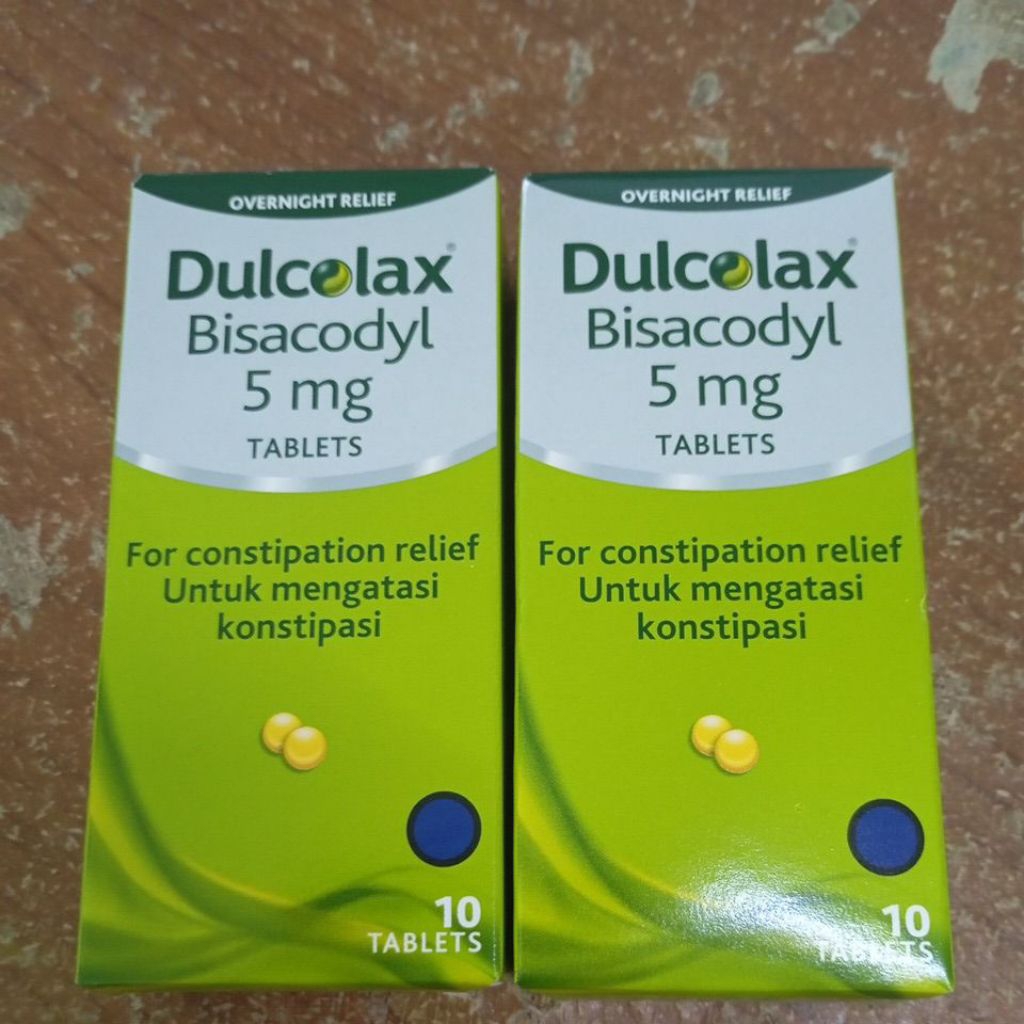 OVERNIGHT RELIEF
Dulcolax®
Bisacodyl
5 mg
TABLETS
For constipation relief
Untuk mengatasi
konstipasi
10
TABLETS
OVERNIGHT RELIEF
Dulcolax®
Bisacodyl
5 mg
TABLETS
For constipation relief
Untuk mengatasi
konstipasi
10
TABLETS